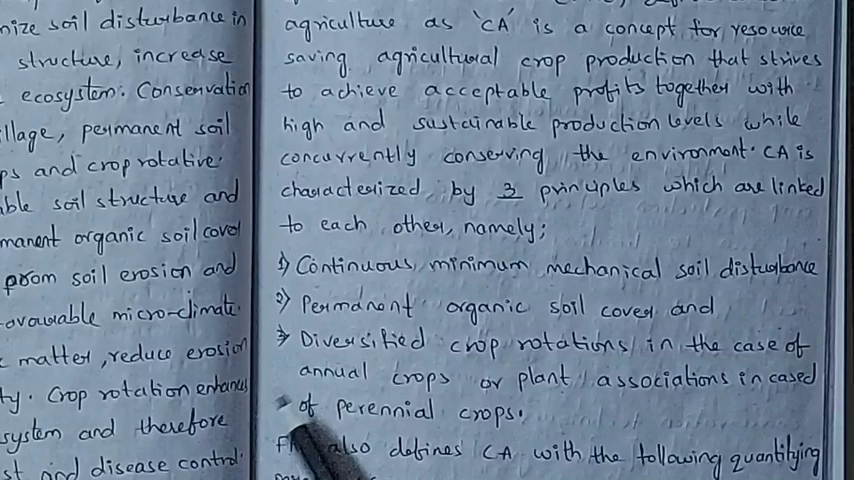 nize soil disturbance in
structure, increase
ecosystem. Conservation
illage, permanent soil
ps and crop rotative.
ble soil structure and
manent organic soil cover
prom soil erosion and
avourable micro-climate.
matter, reduce erosion
ty. Crop rotation enhances
system and therefore
st and disease control.
agriculture as 'CA' is a concept for resource
saving agricultural crop production that strives
to achieve acceptable profits together with
high and sustainable production levels while
concurrently conserving the environment. CA is
characterized by 3 principles which are linked
to each other, namely;
1) Continuous minimum mechanical soil disturbance
2) Permanent organic soil cover and
3) Diversified crop rotations in the case of
annual crops or plant associations in cased
of perennial crops.
also defines CA with the following quantifying